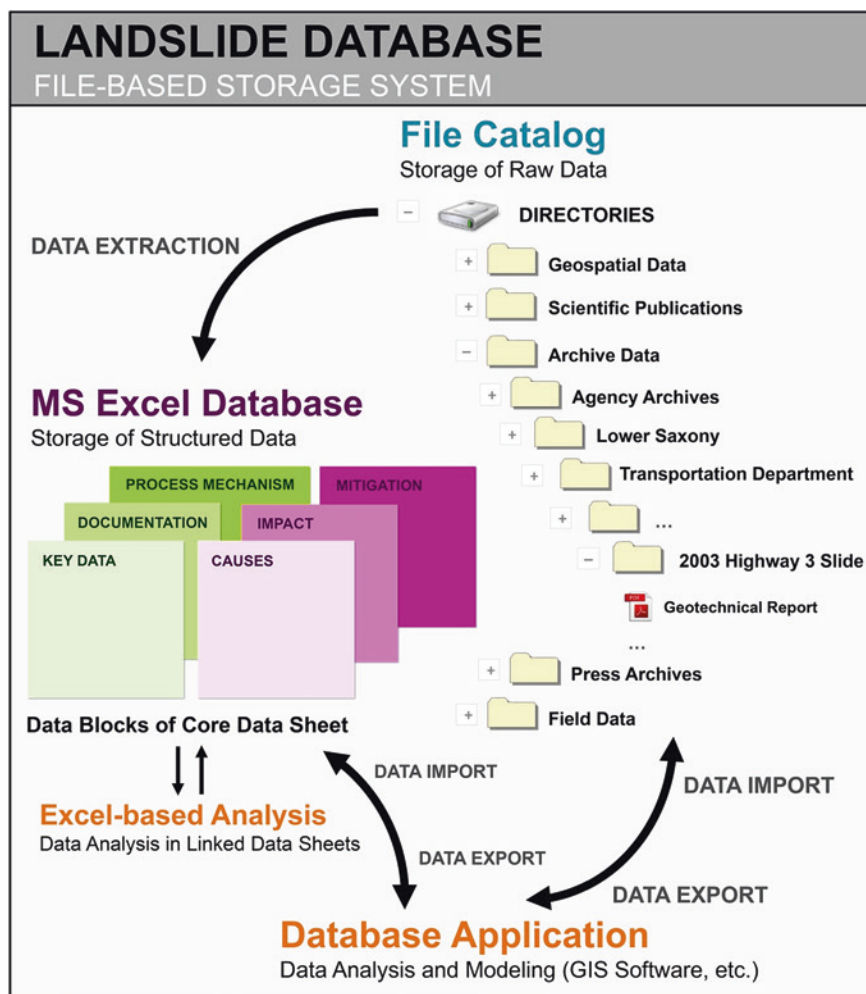 LANDSLIDE DATABASE
FILE-BASED STORAGE SYSTEM
File Catalog
Storage of Raw Data
DIRECTORIES
DATA EXTRACTION
Geospatial Data
Scientific Publications
Archive Data
Agency Archives
Lower Saxony
Transportation Department
...
2003 Highway 3 Slide
PDF
Geotechnical Report
...
Press Archives
Field Data
MS Excel Database
Storage of Structured Data
PROCESS MECHANISM
MITIGATION
DOCUMENTATION
IMPACT
KEY DATA
CAUSES
Data Blocks of Core Data Sheet
Excel-based Analysis
Data Analysis in Linked Data Sheets
DATA IMPORT
DATA EXPORT
DATA IMPORT
DATA EXPORT
Database Application
Data Analysis and Modeling (GIS Software, etc.)